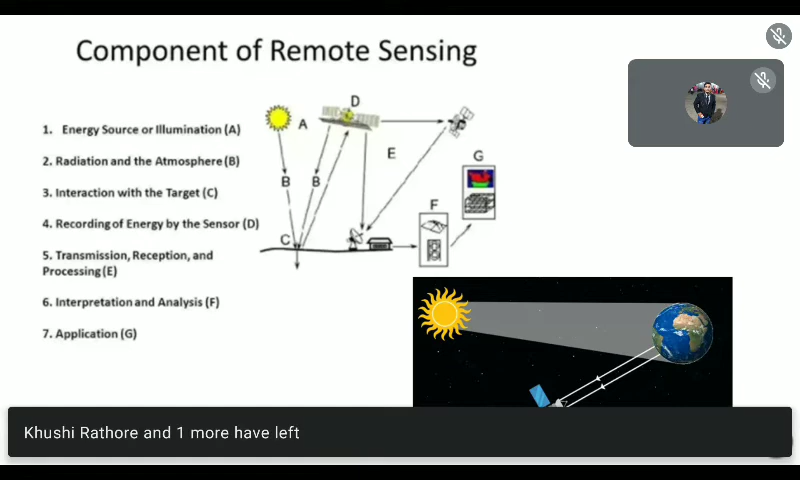 Component of Remote Sensing
1. Energy Source or Illumination (A)
2. Radiation and the Atmosphere (B)
3. Interaction with the Target (C)
4. Recording of Energy by the Sensor (D)
5. Transmission, Reception, and
Processing (E)
6. Interpretation and Analysis (F)
7. Application (G)
D
A
E
G
B
B
F
C
Khushi Rathore and 1 more have left